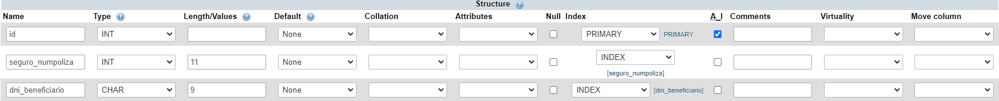 Structure
Name Type Length/Values Default Collation Attributes Null Index A_I Comments Virtuality Move column
id INT None PRIMARY PRIMARY
seguro_numpoliza INT 11 None INDEX
[seguro_numpoliza]
dni_beneficiario CHAR 9 None INDEX [dni_beneficiario]